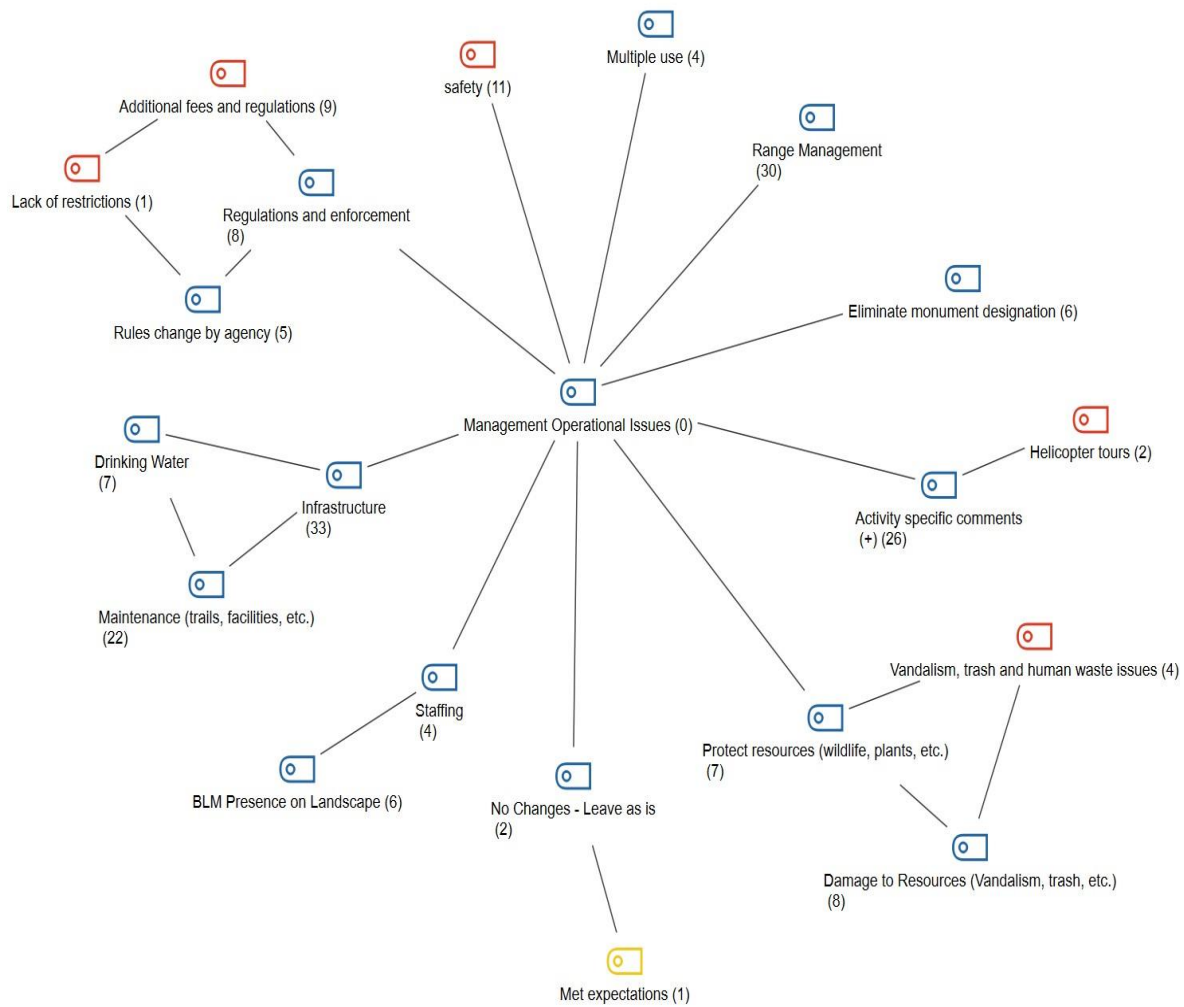 Multiple use (4)
safety (11)
Additional fees and regulations (9)
Range Management
(30)
Lack of restrictions (1)
Regulations and enforcement
(8)
Eliminate monument designation (6)
Rules change by agency (5)
Management Operational Issues (0)
Helicopter tours (2)
Drinking Water
(7)
Infrastructure
(33)
Activity specific comments
(+) (26)
Maintenance (trails, facilities, etc.)
(22)
Vandalism, trash and human waste issues (4)
Staffing
(4)
Protect resources (wildlife, plants, etc.)
(7)
BLM Presence on Landscape (6)
No Changes - Leave as is
(2)
Damage to Resources (Vandalism, trash, etc.)
(8)
Met expectations (1)